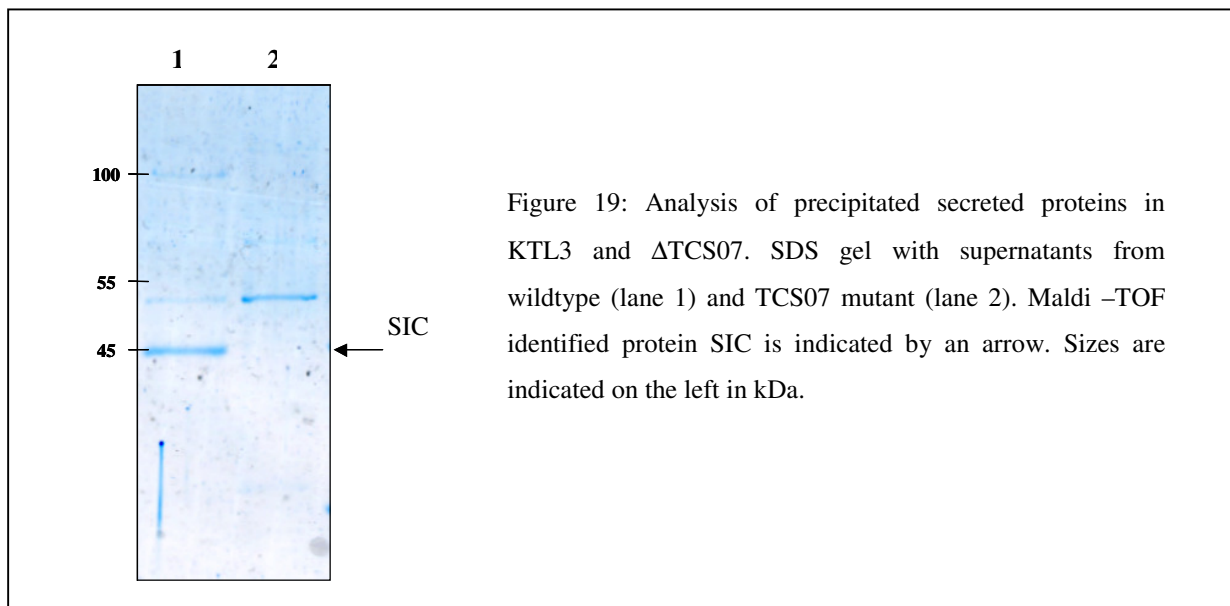 1 2
100
55
45
SIC
Figure 19: Analysis of precipitated secreted proteins in
KTL3 and ΔTCS07. SDS gel with supernatants from
wildtype (lane 1) and TCS07 mutant (lane 2). Maldi –TOF
identified protein SIC is indicated by an arrow. Sizes are
indicated on the left in kDa.